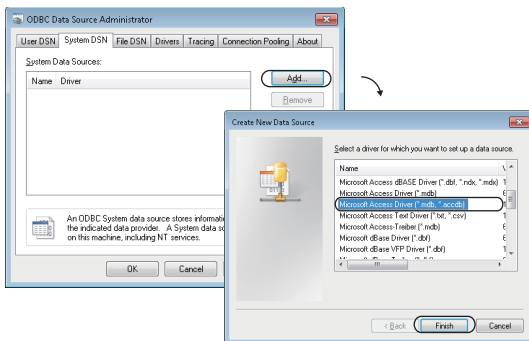 ODBC Data Source Administrator
User DSN System DSN File DSN Drivers Tracing Connection Pooling About
System Data Sources:
Name Driver
Add...
Remove
An ODBC System data source stores
the indicated data provider. A System data
on this machine, including NT services.
OK Cancel
Create New Data Source
Select a driver for which you want to set up a data source.
Name
Microsoft Access dBASE Driver (*.dbf, *.ndx, *.mdx)
Microsoft Access Driver (*.mdb)
Microsoft Access Driver (*.mdb, *.accdb)
Microsoft Access Text Driver (*.txt, *.csv)
Microsoft Access-Treiber (*.mdb)
Microsoft dBase Driver (*.dbf)
Microsoft dBase VFP Driver (*.dbf)
< Back Finish Cancel